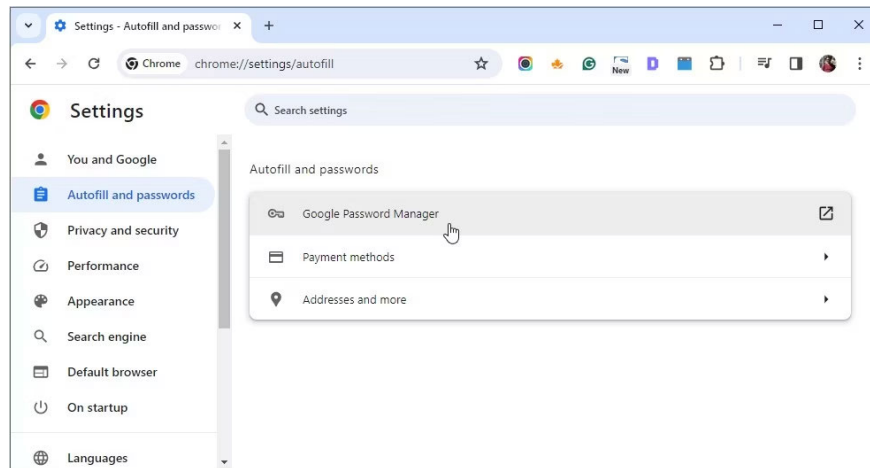 Settings - Autofill and passwor
Chrome chrome://settings/autofill
New
Settings
Search settings
You and Google
Autofill and passwords
Privacy and security
Performance
Appearance
Search engine
Default browser
On startup
Languages
Autofill and passwords
Google Password Manager
Payment methods
Addresses and more